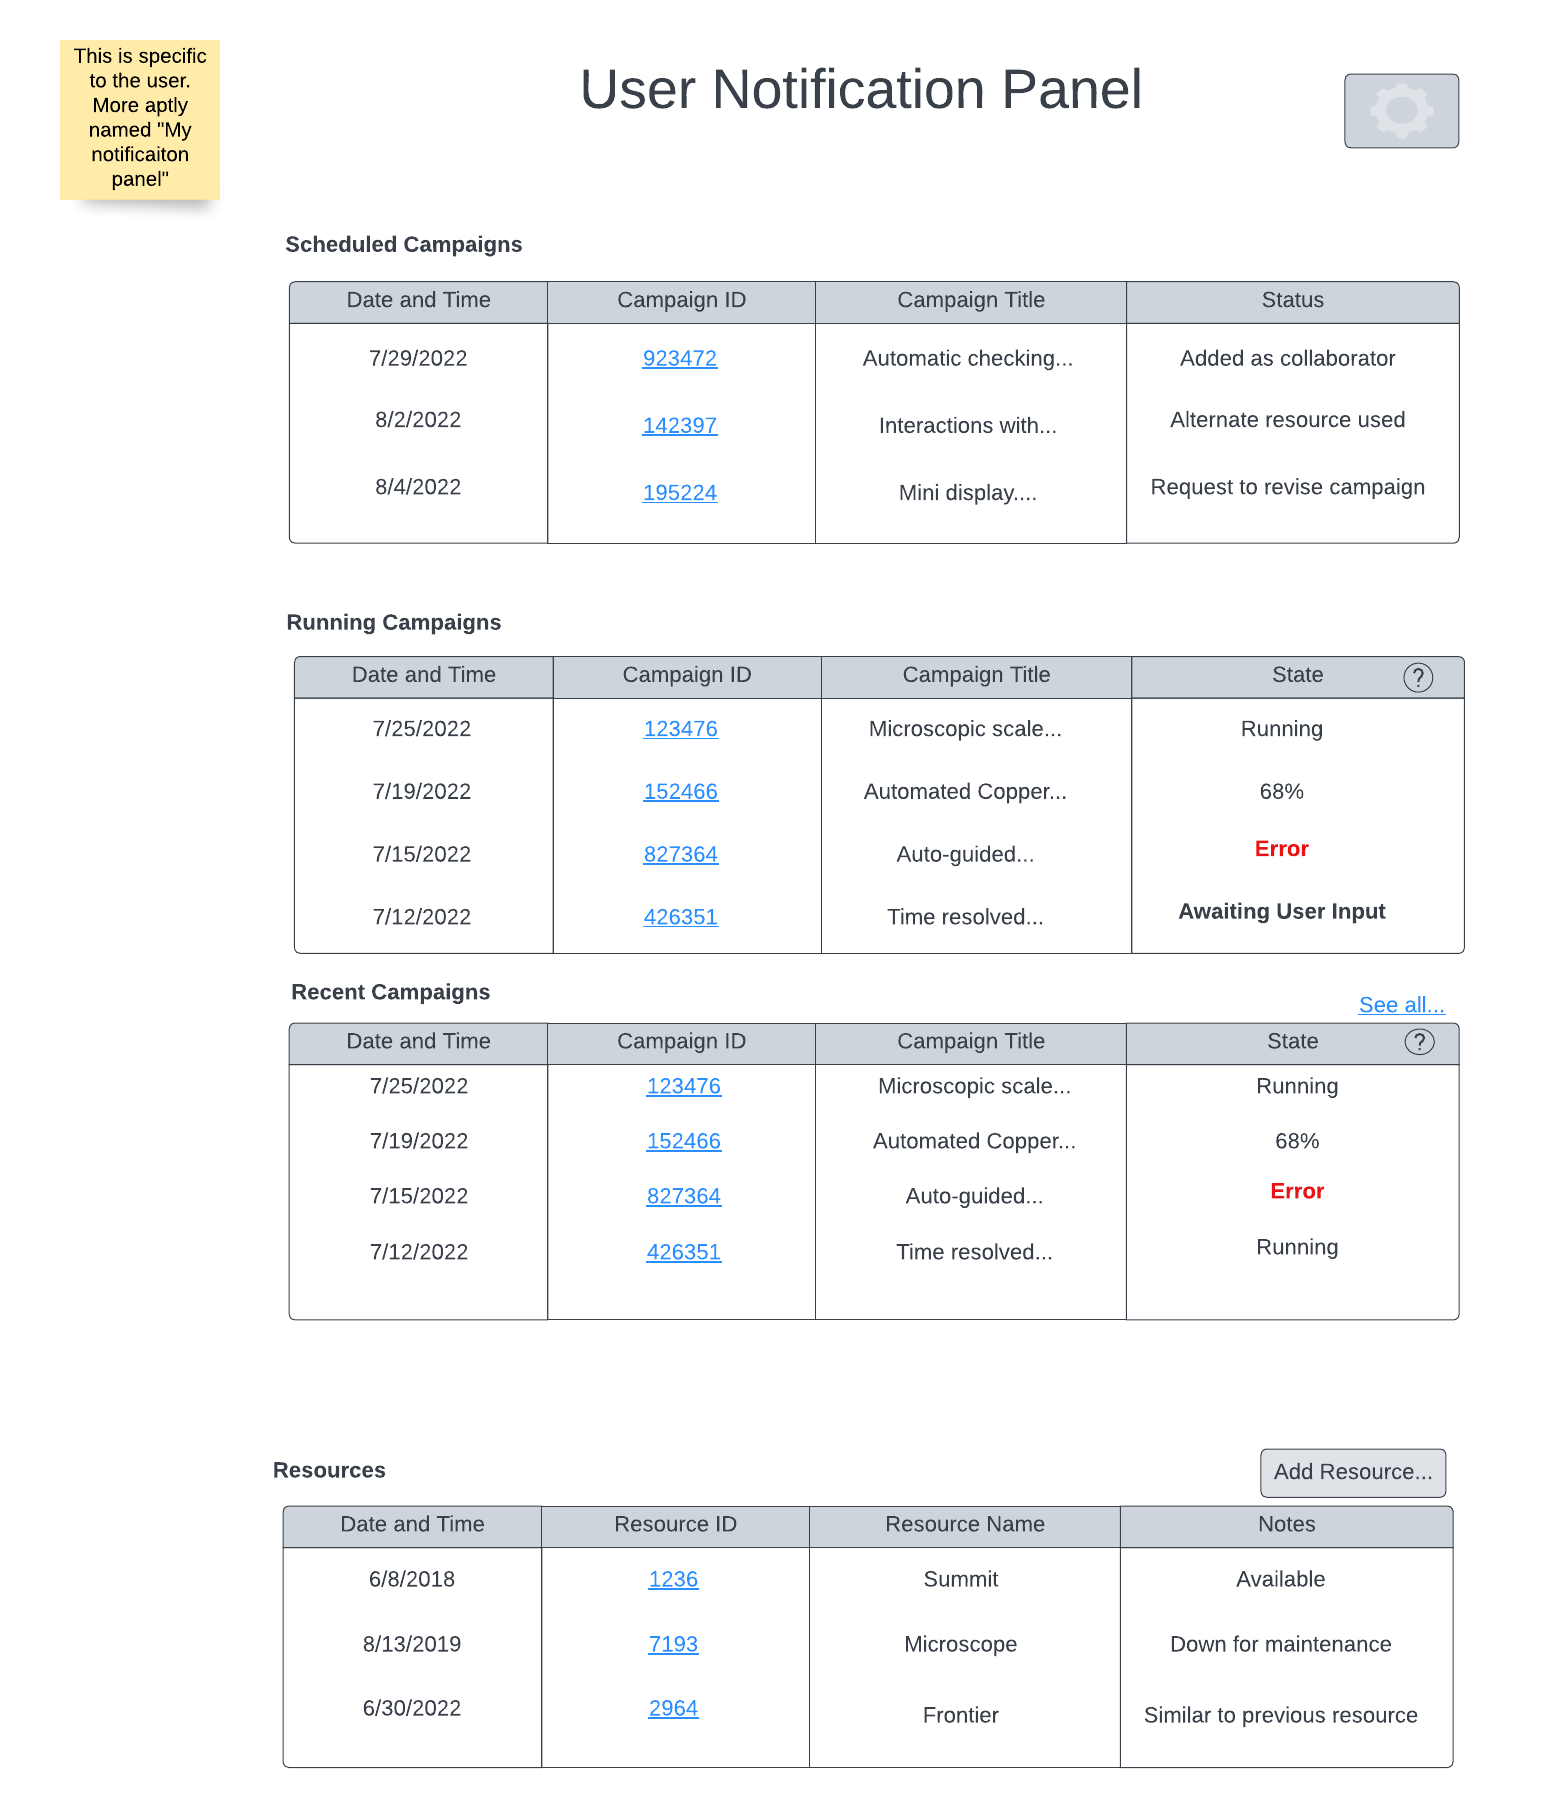 This is specific
to the user.
More aptly
named "My
notificaiton
panel"
User Notification Panel
Scheduled Campaigns
Date and Time Campaign ID Campaign Title Status
7/29/2022 923472 Automatic checking... Added as collaborator
8/2/2022 142397 Interactions with... Alternate resource used
8/4/2022 195224 Mini display.... Request to revise campaign
Running Campaigns
Date and Time Campaign ID Campaign Title State ?
7/25/2022 123476 Microscopic scale... Running
7/19/2022 152466 Automated Copper... 68%
7/15/2022 827364 Auto-guided... Error
7/12/2022 426351 Time resolved... Awaiting User Input
Recent Campaigns
See all...
Date and Time Campaign ID Campaign Title State ?
7/25/2022 123476 Microscopic scale... Running
7/19/2022 152466 Automated Copper... 68%
7/15/2022 827364 Auto-guided... Error
7/12/2022 426351 Time resolved... Running
Resources
Add Resource...
Date and Time Resource ID Resource Name Notes
6/8/2018 1236 Summit Available
8/13/2019 7193 Microscope Down for maintenance
6/30/2022 2964 Frontier Similar to previous resource